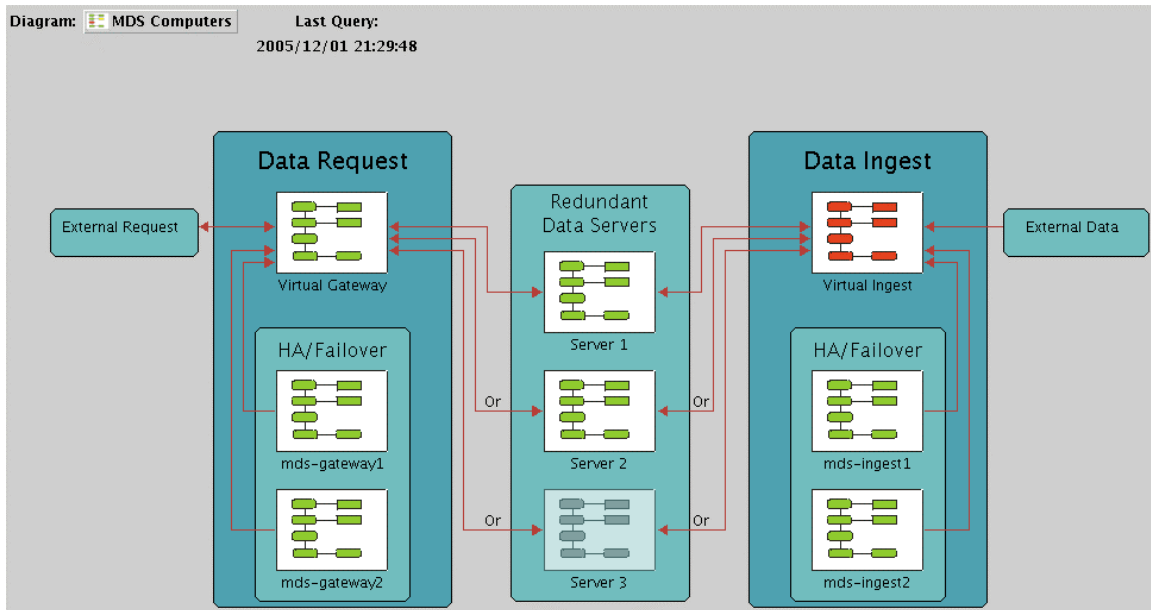 Diagram: MDS Computers
Last Query:
2005/12/01 21:29:48
Data Request
Data Ingest
Redundant
Data Servers
External Request
External Data
Virtual Gateway
Virtual Ingest
Server 1
HA/Failover
HA/Failover
Or
Or
mds-gateway1
Server 2
mds-ingest1
Or
Or
mds-gateway2
Server 3
mds-ingest2